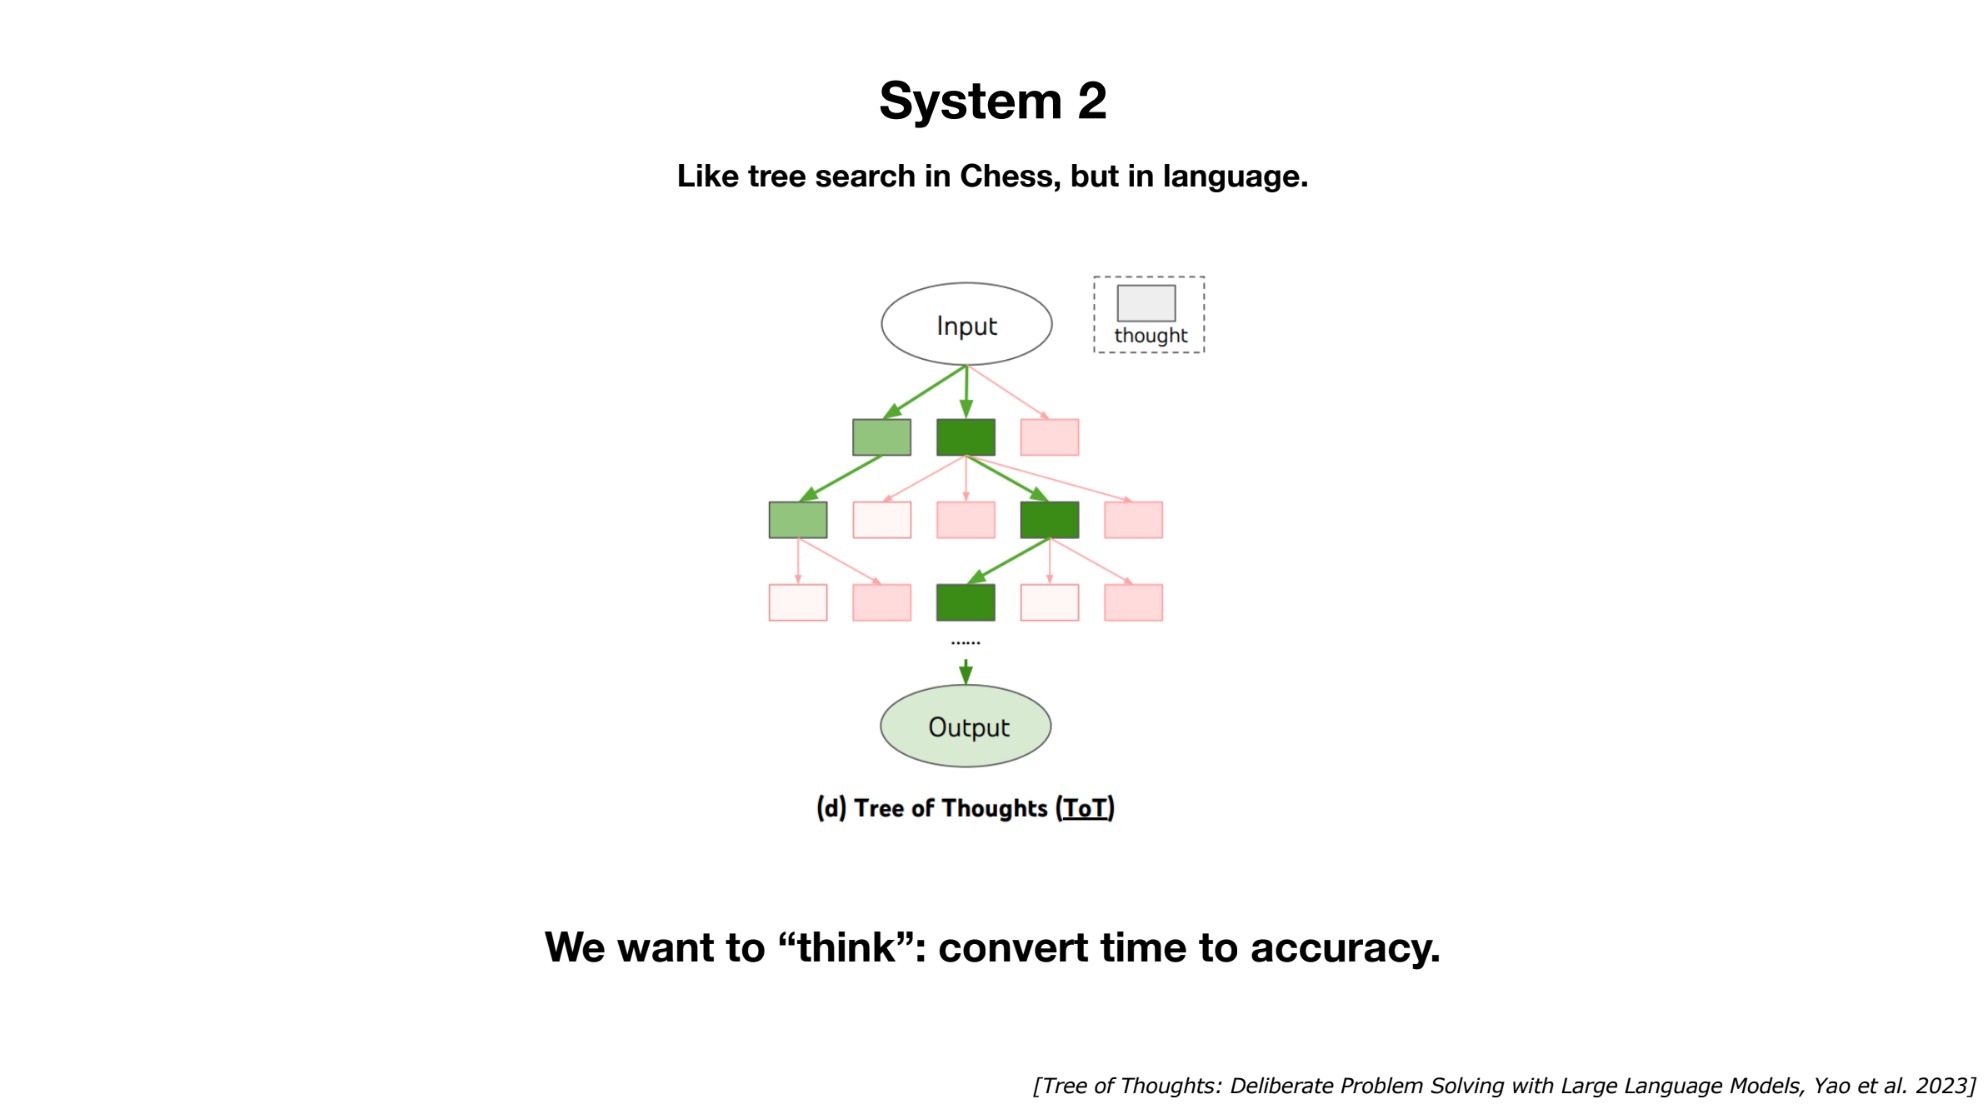 System 2
Like tree search in Chess, but in language.
Input
thought
......
Output
(d) Tree of Thoughts (ToT)
We want to “think”: convert time to accuracy.
[Tree of Thoughts: Deliberate Problem Solving with Large Language Models, Yao et al. 2023]